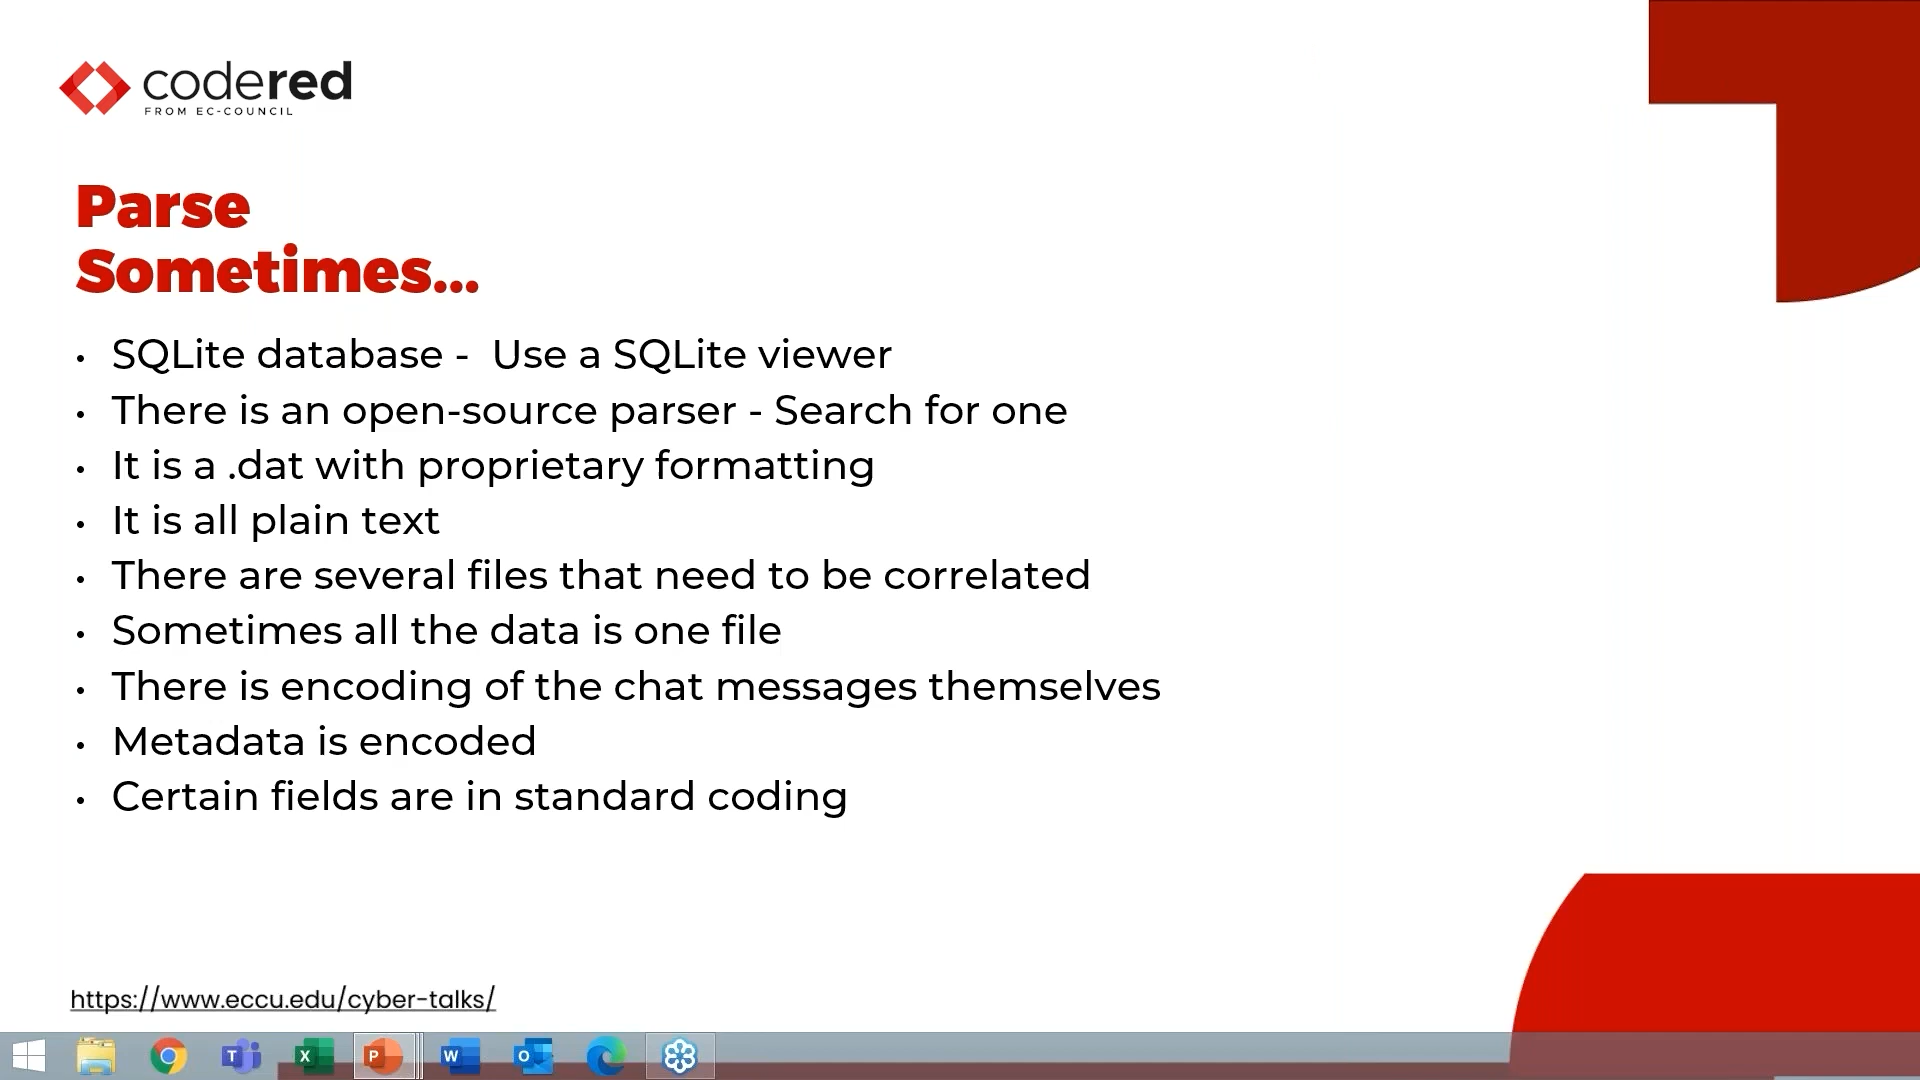 codered
FROM EC-COUNCIL
Parse
Sometimes...
• SQLite database -  Use a SQLite viewer
• There is an open-source parser - Search for one
• It is a .dat with proprietary formatting
• It is all plain text
• There are several files that need to be correlated
• Sometimes all the data is one file
• There is encoding of the chat messages themselves
• Metadata is encoded
• Certain fields are in standard coding
https://www.eccu.edu/cyber-talks/
T X P W O